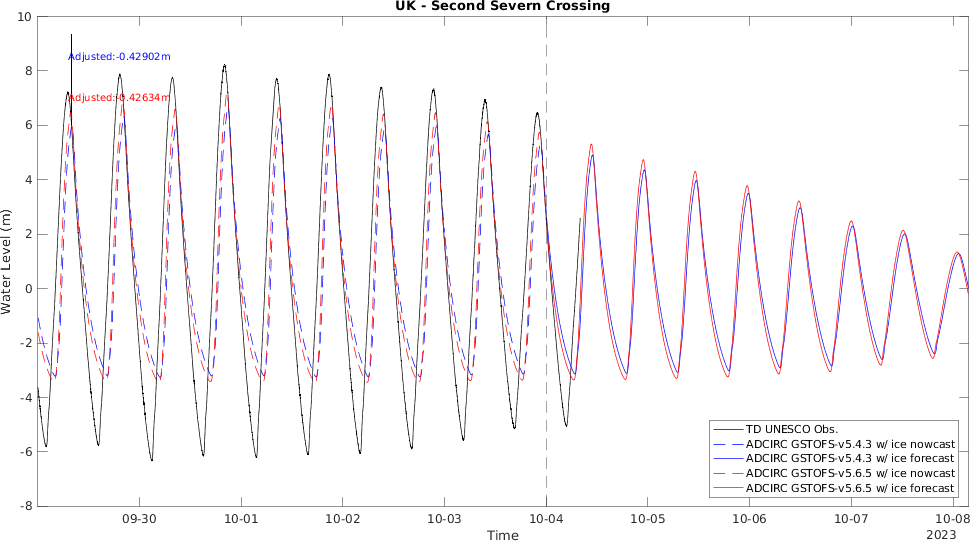 UK - Second Severn Crossing
10
8
6
4
2
0
-2
-4
-6
-8
Water Level (m)
Adjusted:-0.42902m
Adjusted:-0.42634m
TD UNESCO Obs.
ADCIRC GSTOFS-v5.4.3 w/ ice nowcast
ADCIRC GSTOFS-v5.4.3 w/ ice forecast
ADCIRC GSTOFS-v5.6.5 w/ ice nowcast
ADCIRC GSTOFS-v5.6.5 w/ ice forecast
09-30 10-01 10-02 10-03 10-04 10-05 10-06 10-07 10-08
Time
2023